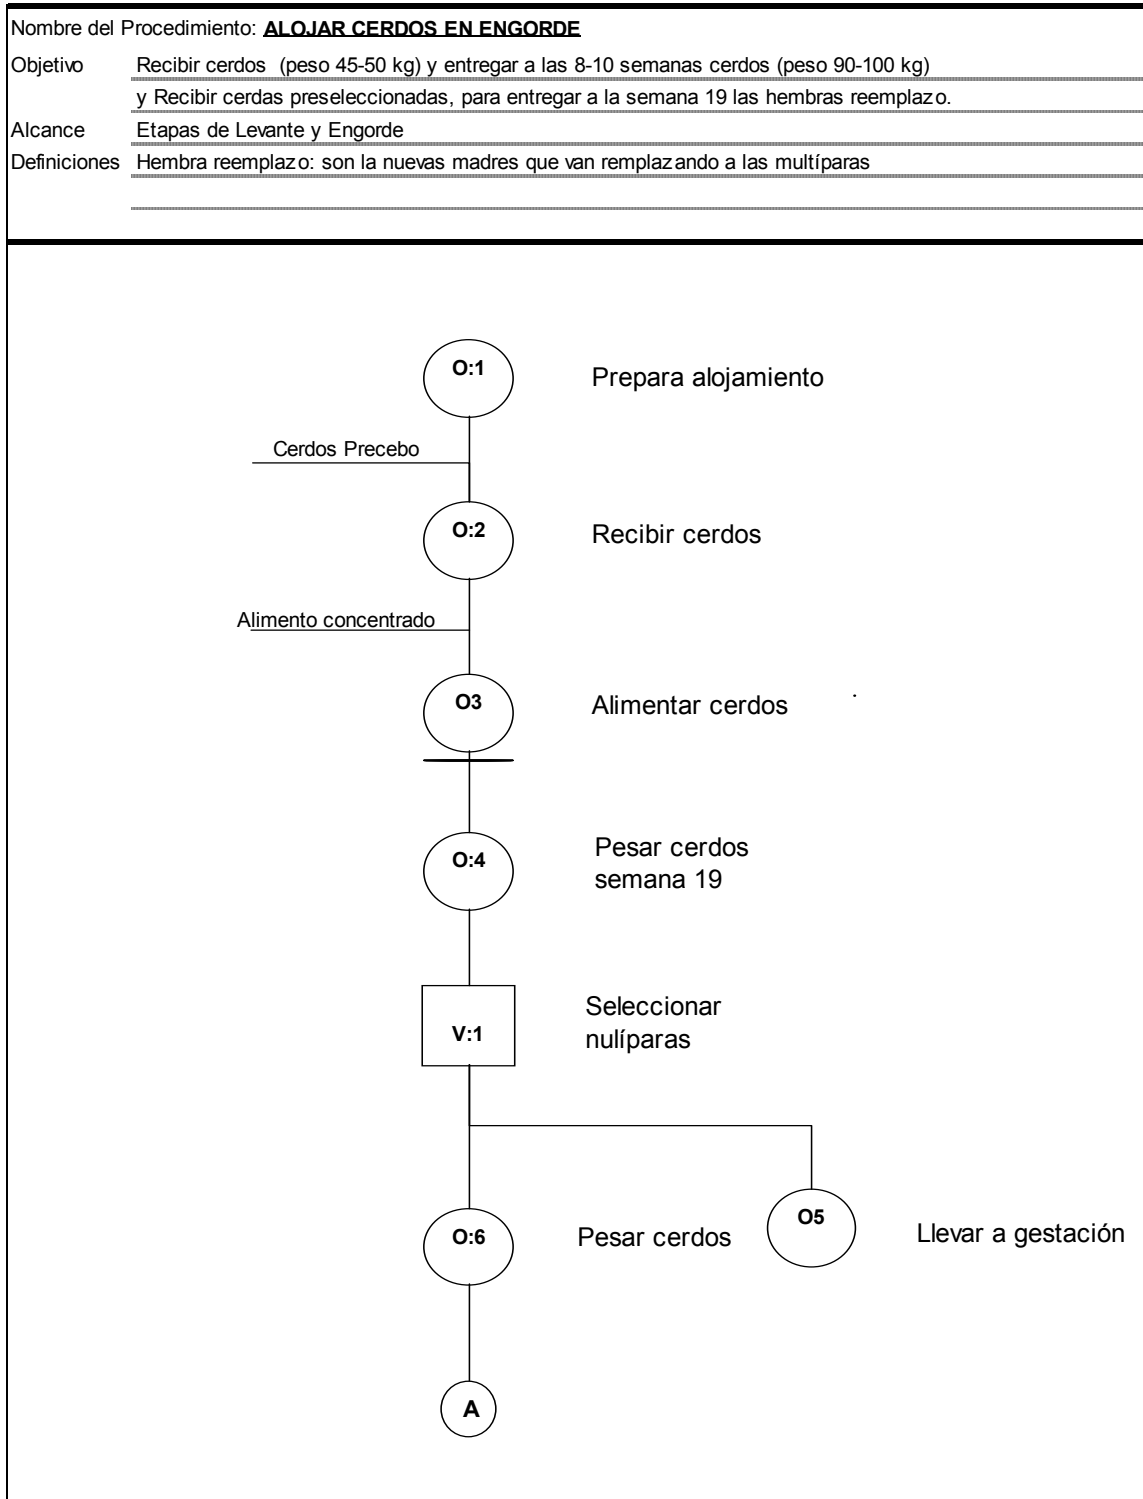 Nombre del Procedimiento: ALOJAR CERDOS EN ENGORDE
Objetivo Recibir cerdos (peso 45-50 kg) y entregar a las 8-10 semanas cerdos (peso 90-100 kg)
y Recibir cerdas preseleccionadas, para entregar a la semana 19 las hembras reemplazo.
Alcance Etapas de Levante y Engorde
Definiciones Hembra reemplazo: son la nuevas madres que van remplazando a las multíparas
O:1 Prepara alojamiento
Cerdos Precebo
O:2 Recibir cerdos
Alimento concentrado
O3 Alimentar cerdos
O:4 Pesar cerdos
semana 19
V:1 Seleccionar
nulíparas
O:6 Pesar cerdos
O5 Llevar a gestación
A